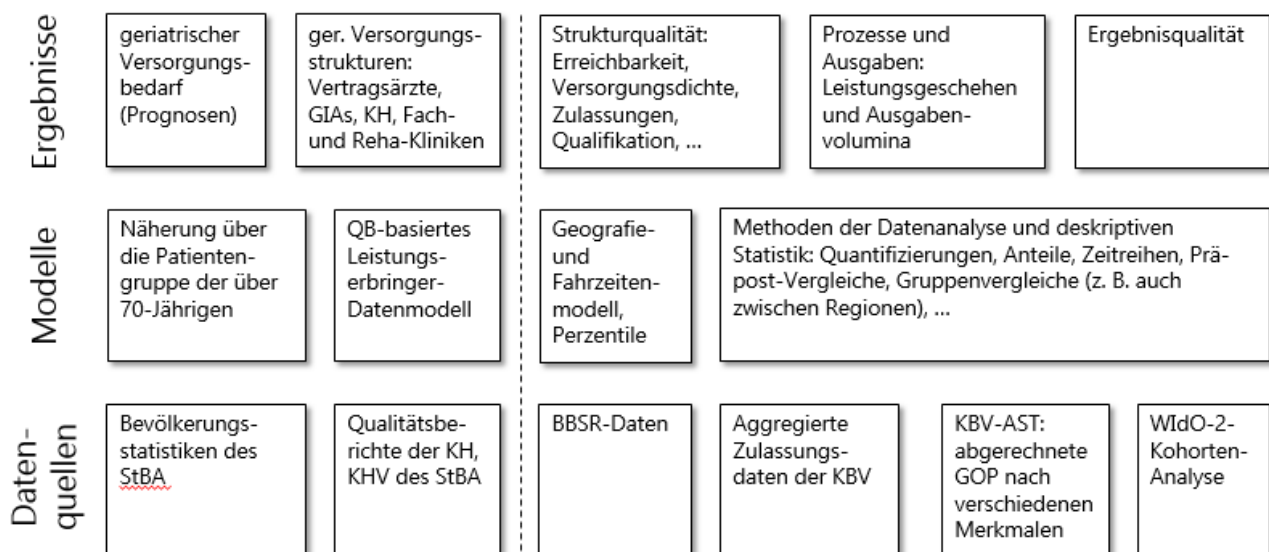 Ergebnisse
geriatrischer
Versorgungs-
bedarf
(Prognosen)
ger. Versorgungs-
strukturen:
Vertragsärzte,
GIAs, KH, Fach-
und Reha-Kliniken
Strukturqualität:
Erreichbarkeit,
Versorgungsdichte,
Zulassungen,
Qualifikation, ...
Prozesse und
Ausgaben:
Leistungsgeschehen
und Ausgaben-
volumina
Ergebnisqualität
Modelle
Näherung über
die Patienten-
gruppe der über
70-Jährigen
QB-basiertes
Leistungs-
erbringer-
Datenmodell
Geografie-
und
Fahrzeiten-
modell,
Perzentile
Methoden der Datenanalyse und deskriptiven
Statistik: Quantifizierungen, Anteile, Zeitreihen, Prä-
post-Vergleiche, Gruppenvergleiche (z. B. auch
zwischen Regionen), ...
Daten-
quellen
Bevölkerungs-
statistiken des
StBA
Qualitätsbe-
richte der KH,
KHV des StBA
BBSR-Daten
Aggregierte
Zulassungs-
daten der KBV
KBV-AST:
abgerechnete
GOP nach
verschiedenen
Merkmalen
WIdO-2-
Kohorten-
Analyse